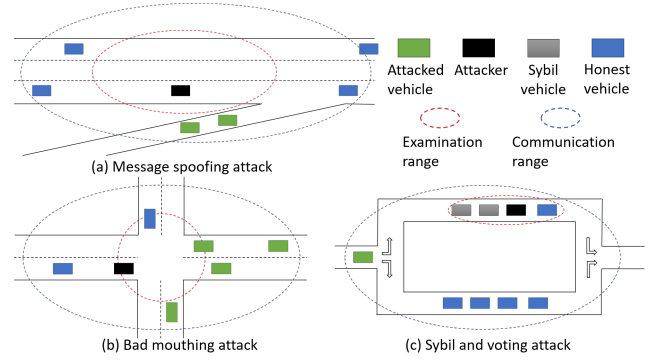 Attacked
vehicle
Attacker
Sybil
vehicle
Honest
vehicle
Examination
range
Communication
range
(a) Message spoofing attack
(b) Bad mouthing attack
(c) Sybil and voting attack